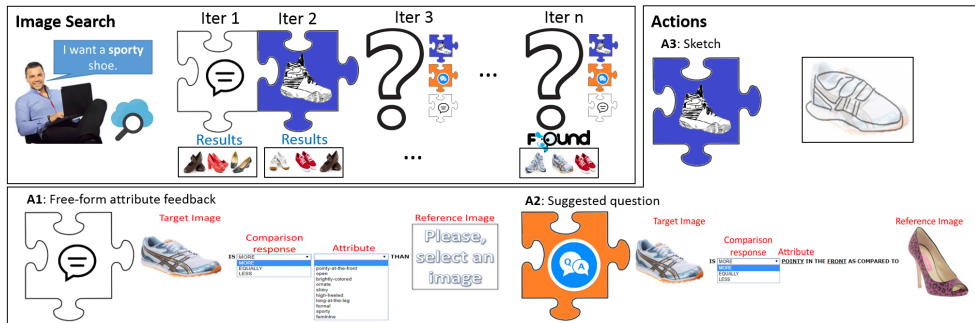 Image Search
I want a sporty
shoe.
Iter 1
Iter 2
Iter 3
Iter n
?
?
...
Results
Results
...
Found
Actions
A3: Sketch
A1: Free-form attribute feedback
Target Image
Comparison
response
Attribute
Reference Image
IS
MORE
THAN
MORE
EQUALLY
LESS
pointy-at-the-front
open
brightly-colored
ornate
shiny
high-heeled
long-at-the-leg
formal
sporty
feminine
Please,
select an
image
A2: Suggested question
Q A
Target Image
Comparison
response
Attribute
Reference Image
IS MORE POINTY IN THE FRONT AS COMPARED TO
MORE
EQUALLY
LESS